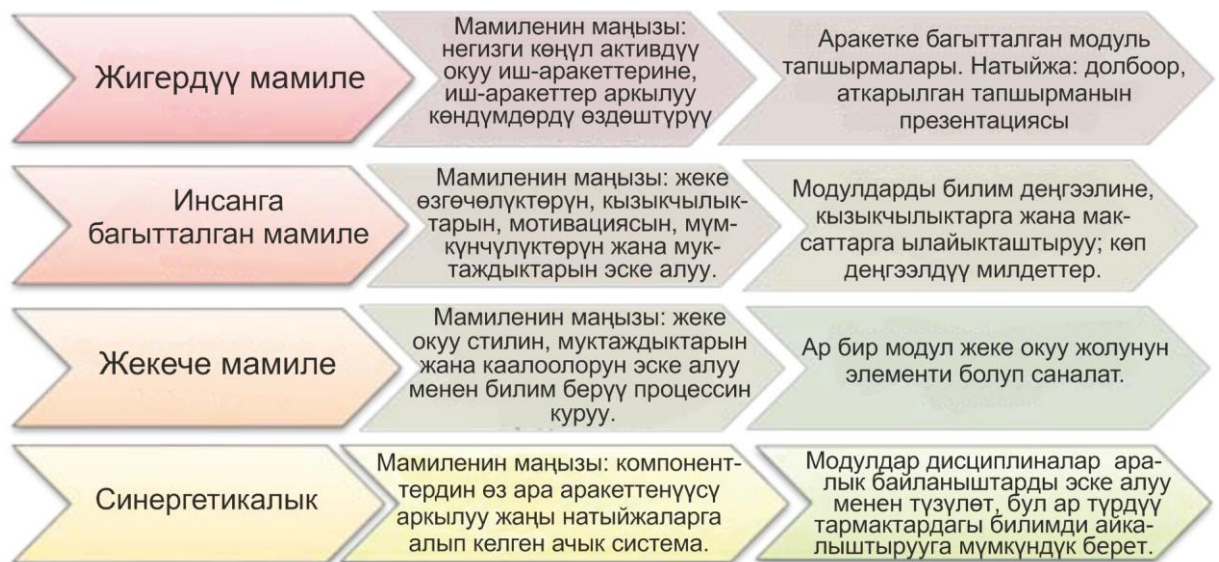 Жигердүү мамиле
Мамиленин маңызы:
негизги көңүл активдүү
окуу иш-аракеттерине,
иш-аракеттер аркылуу
көндүмдөрдү өздөштүрүү
Аракетке багытталган модуль
тапшырмалары. Натыйжа: долбоор,
аткарылган тапшырманын
презентациясы
Инсанга
багытталган мамиле
Мамиленин маңызы: жеке
өзгөчөлүктөрүн, кызыкчылык-
тарын, мотивациясын, мүм-
күнчүлүктөрүн жана мук-
таждыктарын эске алуу.
Модулдарды билим деңгээлине,
кызыкчылыктарга жана мак-
саттарга ылайыкташтыруу; көп
деңгээлдүү милдеттер.
Жекече мамиле
Мамиленин маңызы: жеке
окуу стилин, муктаждыктарын
жана каалоолорун эске алуу
менен билим берүү процессин
куруу.
Ар бир модул жеке окуу жолунун
элементи болуп саналат.
Синергетикалык
Мамиленин маңызы: компонент-
тердин өз ара аракеттенүүсү
аркылуу жаңы натыйжаларга
алып келген ачык система.
Модулдар дисциплиналар ара-
лык байланыштарды эске алуу
менен түзүлөт, бул ар түрдүү
тармактардагы билимди айка-
лыштырууга мүмкүндүк берет.